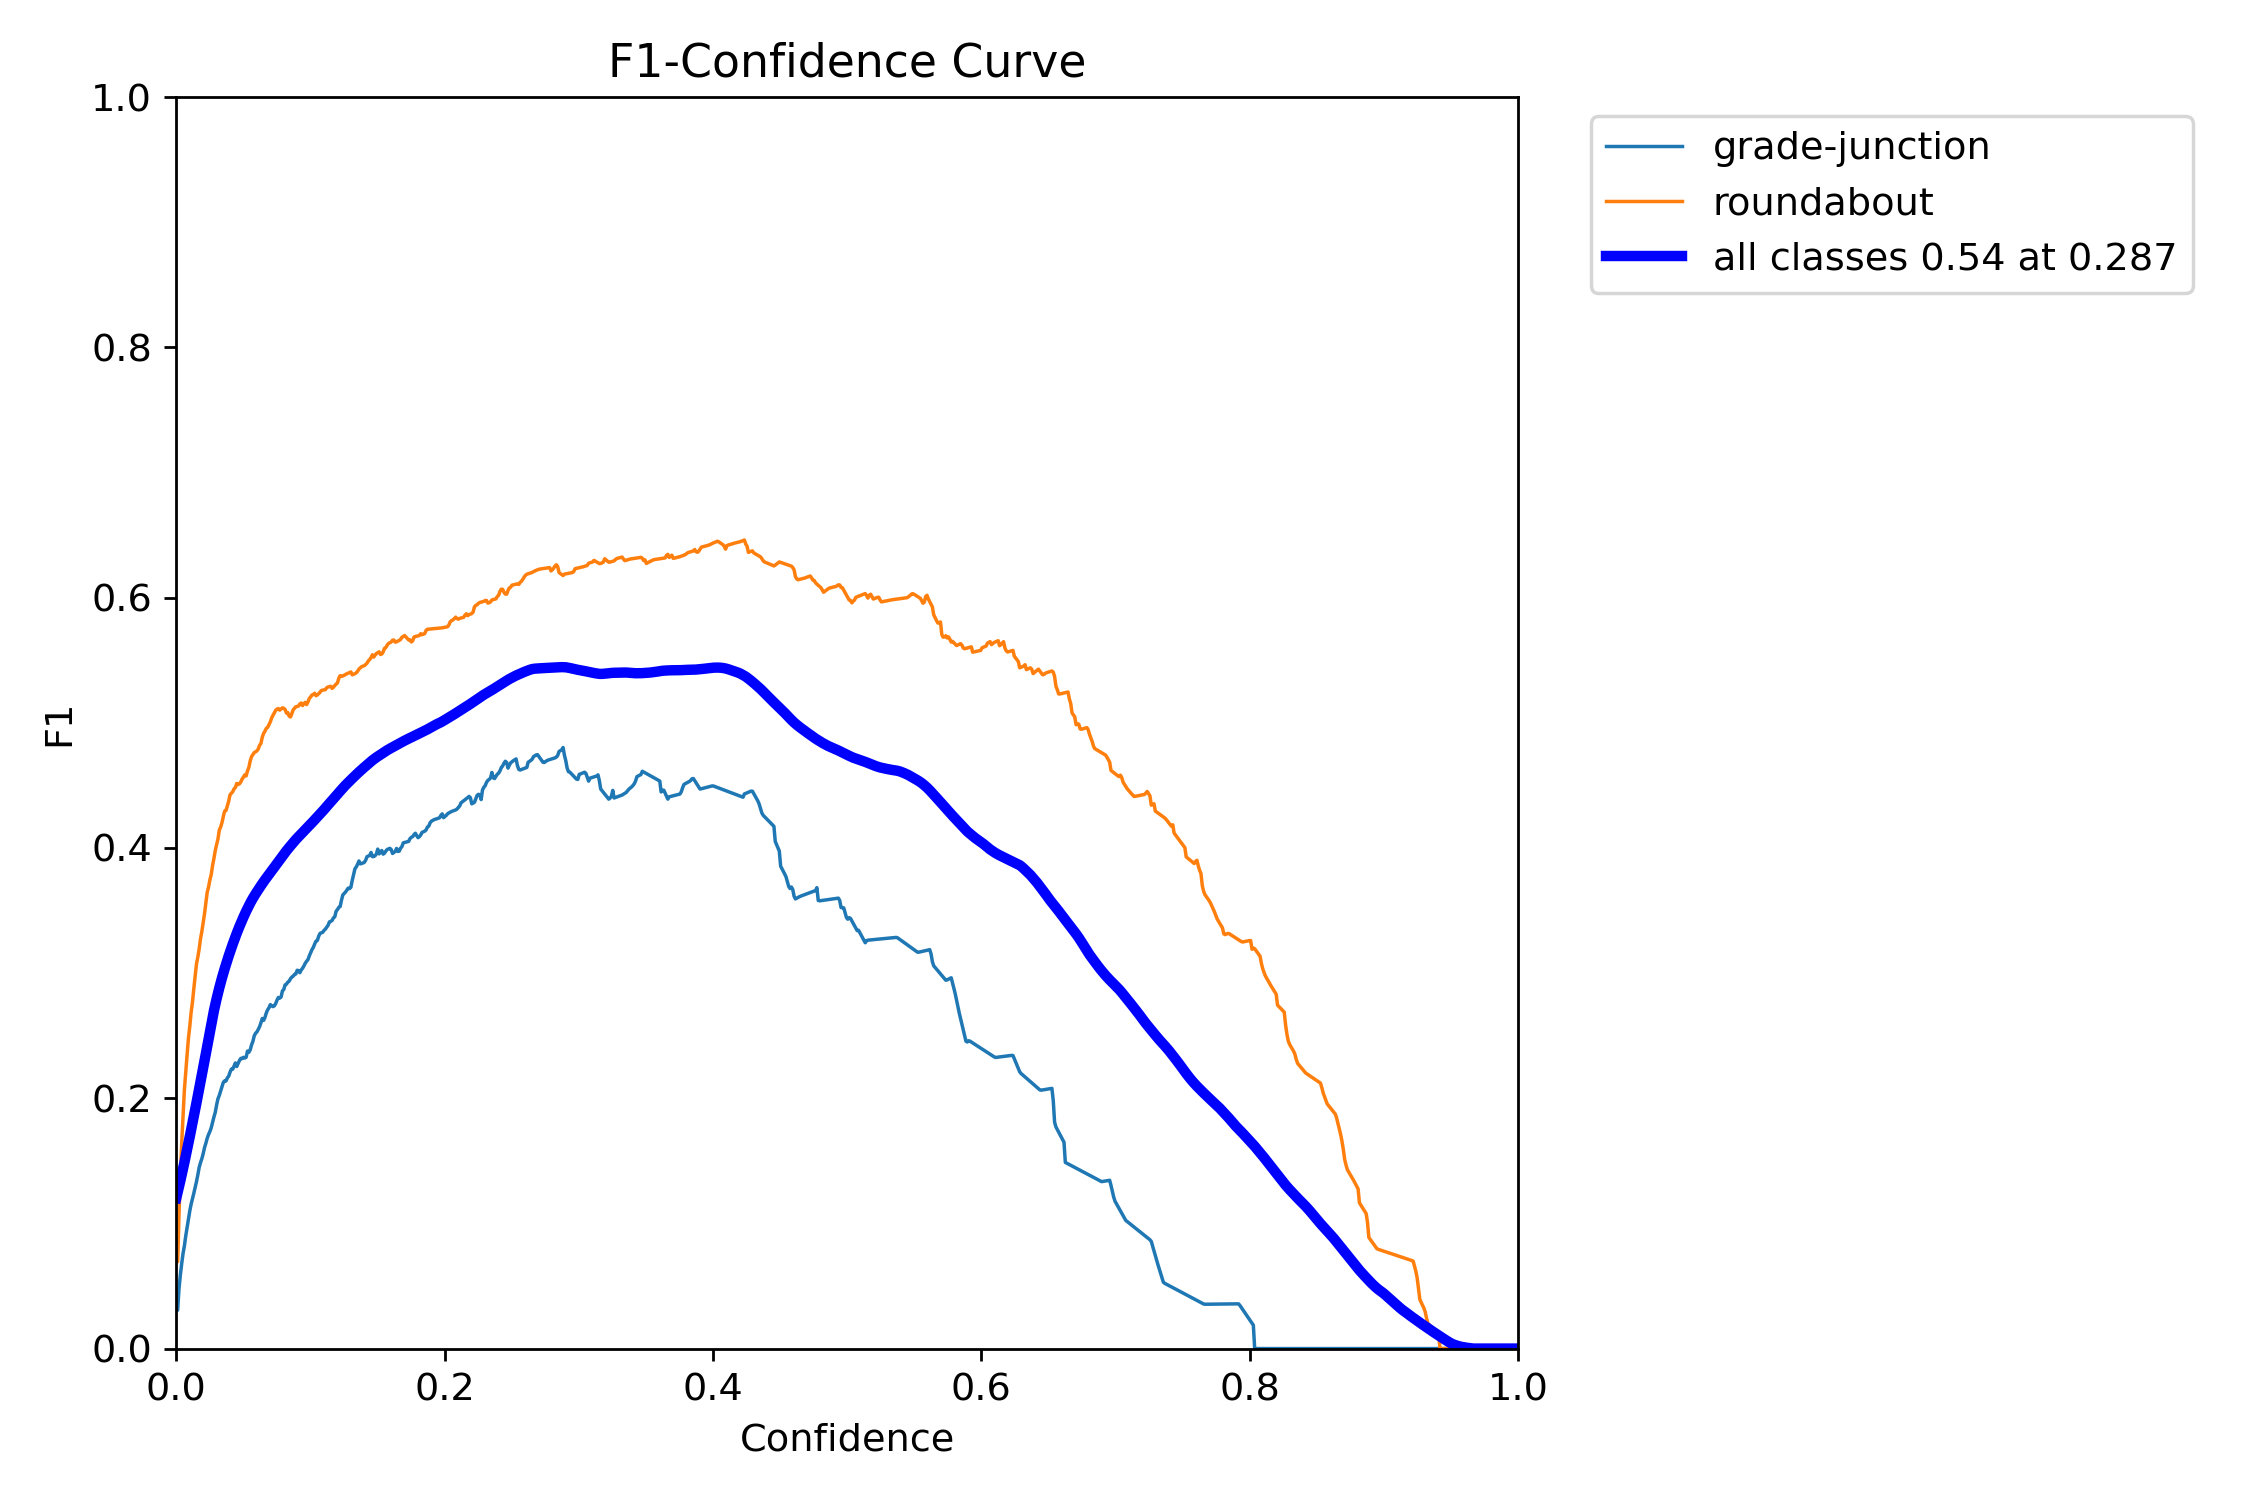 F1-Confidence Curve
1.0
0.8
0.6
0.4
0.2
0.0
F1
0.0 0.2 0.4 0.6 0.8 1.0
Confidence
grade-junction
roundabout
all classes 0.54 at 0.287